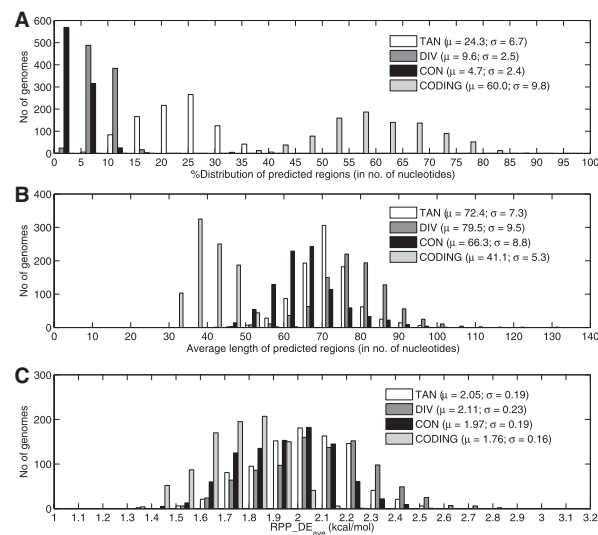 A
600
500
400
300
200
100
0
No of genomes
TAN (μ = 24.3; σ = 6.7)
DIV (μ = 9.6; σ = 2.5)
CON (μ = 4.7; σ = 2.4)
CODING (μ = 60.0; σ = 9.8)
0 5 10 15 20 25 30 35 40 45 50 55 60 65 70 75 80 85 90 95 100
%Distribution of predicted regions (in no. of nucleotides)
B
400
300
200
100
0
No of genomes
TAN (μ = 72.4; σ = 7.3)
DIV (μ = 79.5; σ = 9.5)
CON (μ = 66.3; σ = 8.8)
CODING (μ = 41.1; σ = 5.3)
0 10 20 30 40 50 60 70 80 90 100 110 120 130 140
Average length of predicted regions (in no. of nucleotides)
C
300
200
100
0
No of genomes
TAN (μ = 2.05; σ = 0.19)
DIV (μ = 2.11; σ = 0.23)
CON (μ = 1.97; σ = 0.19)
CODING (μ = 1.76; σ = 0.16)
1 1.1 1.2 1.3 1.4 1.5 1.6 1.7 1.8 1.9 2 2.1 2.2 2.3 2.4 2.5 2.6 2.7 2.8 2.9 3 3.1 3.2
RPP_DEave (kcal/mol)